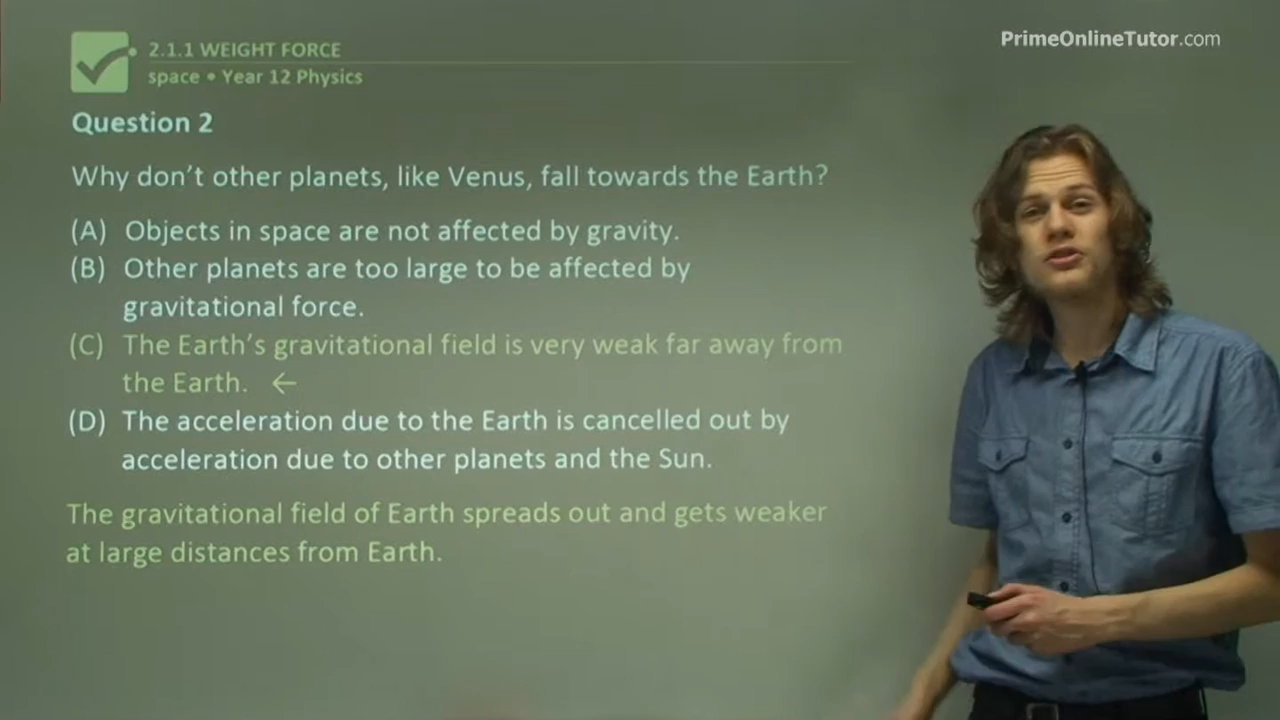 PrimeOnlineTutor.com
2.1.1 WEIGHT FORCE
space • Year 12 Physics
Question 2
Why don't other planets, like Venus, fall towards the Earth?
(A) Objects in space are not affected by gravity.
(B) Other planets are too large to be affected by
gravitational force.
(C) The Earth's gravitational field is very weak far away from
the Earth. ←
(D) The acceleration due to the Earth is cancelled out by
acceleration due to other planets and the Sun.
The gravitational field of Earth spreads out and gets weaker
at large distances from Earth.